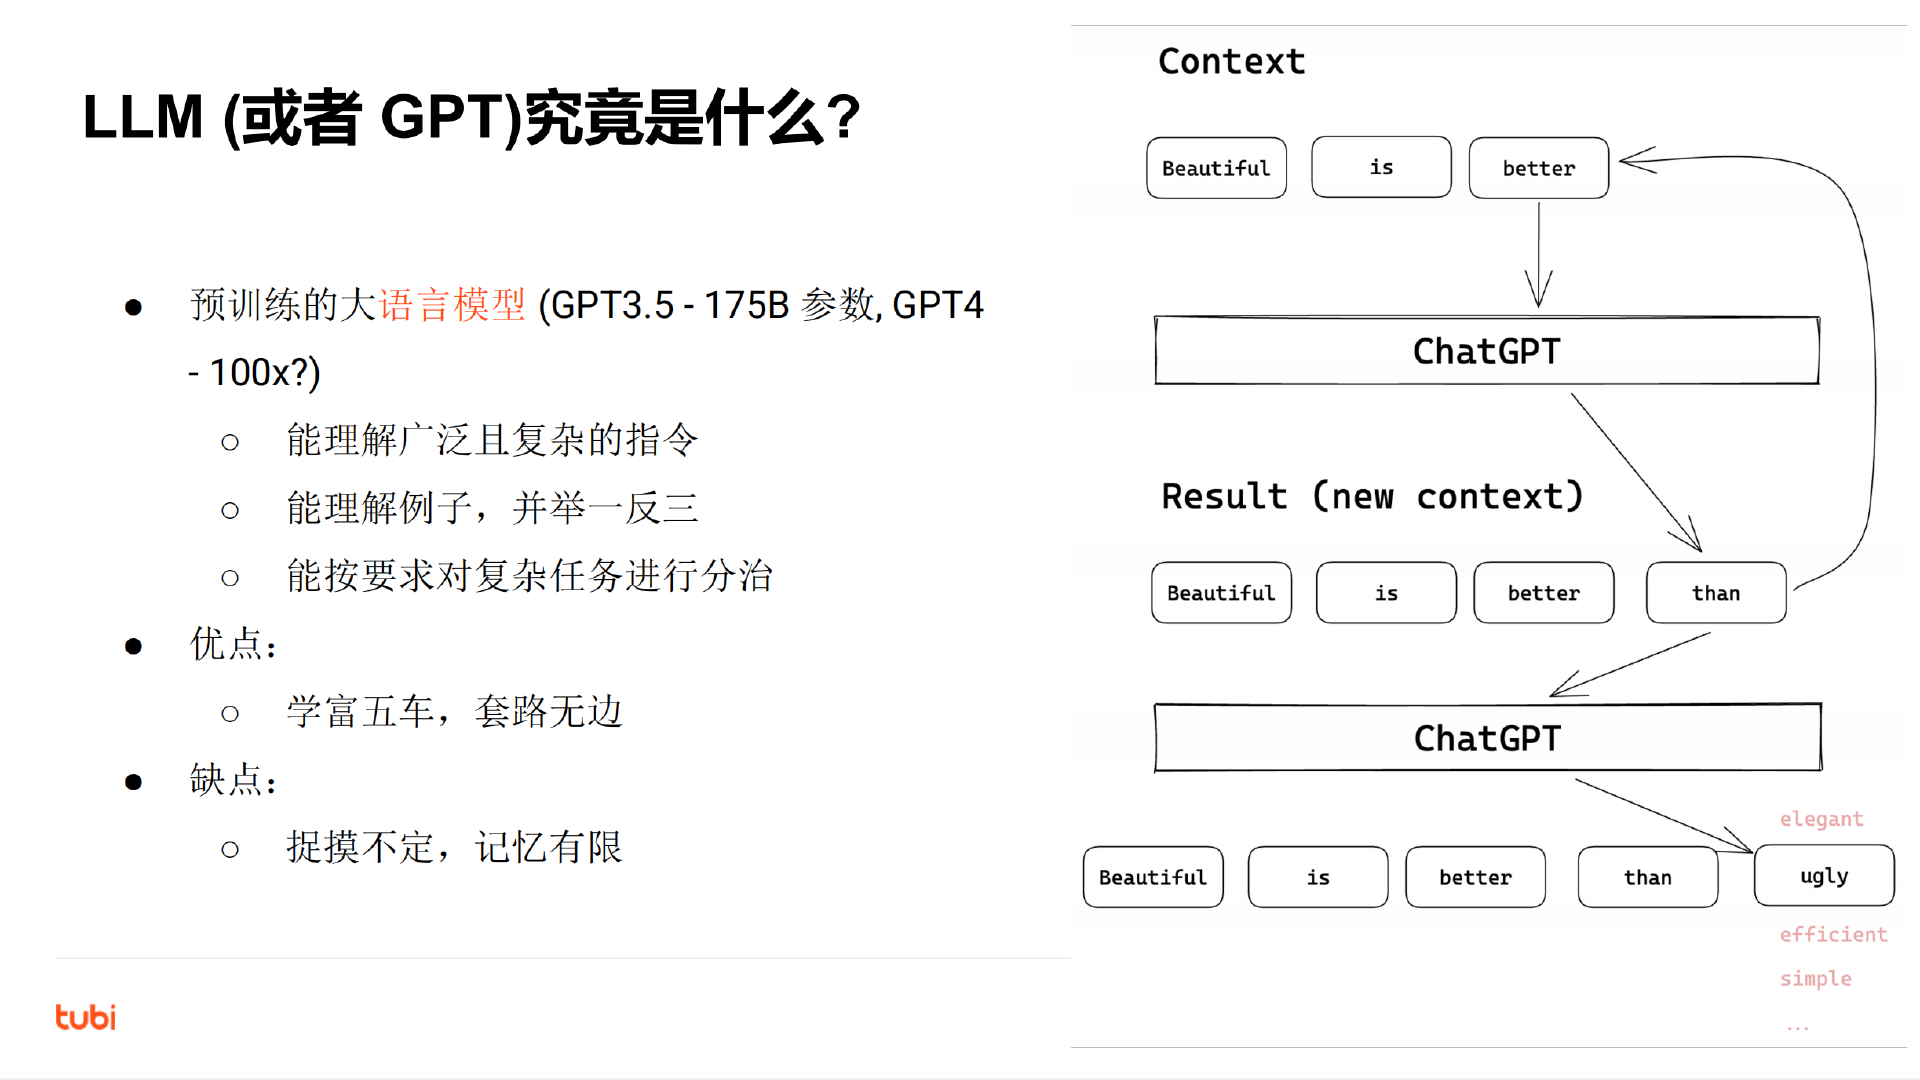 LLM (或者 GPT)究竟是什么?
● 预训练的大语言模型 (GPT3.5 - 175B 参数, GPT4
- 100x?)
○ 能理解广泛且复杂的指令
○ 能理解例子，并举一反三
○ 能按要求对复杂任务进行分治
● 优点：
○ 学富五车，套路无边
● 缺点：
○ 捉摸不定，记忆有限
tubi
Context
Beautiful is better
ChatGPT
Result (new context)
Beautiful is better than
ChatGPT
elegant
Beautiful is better than ugly
efficient
simple
...